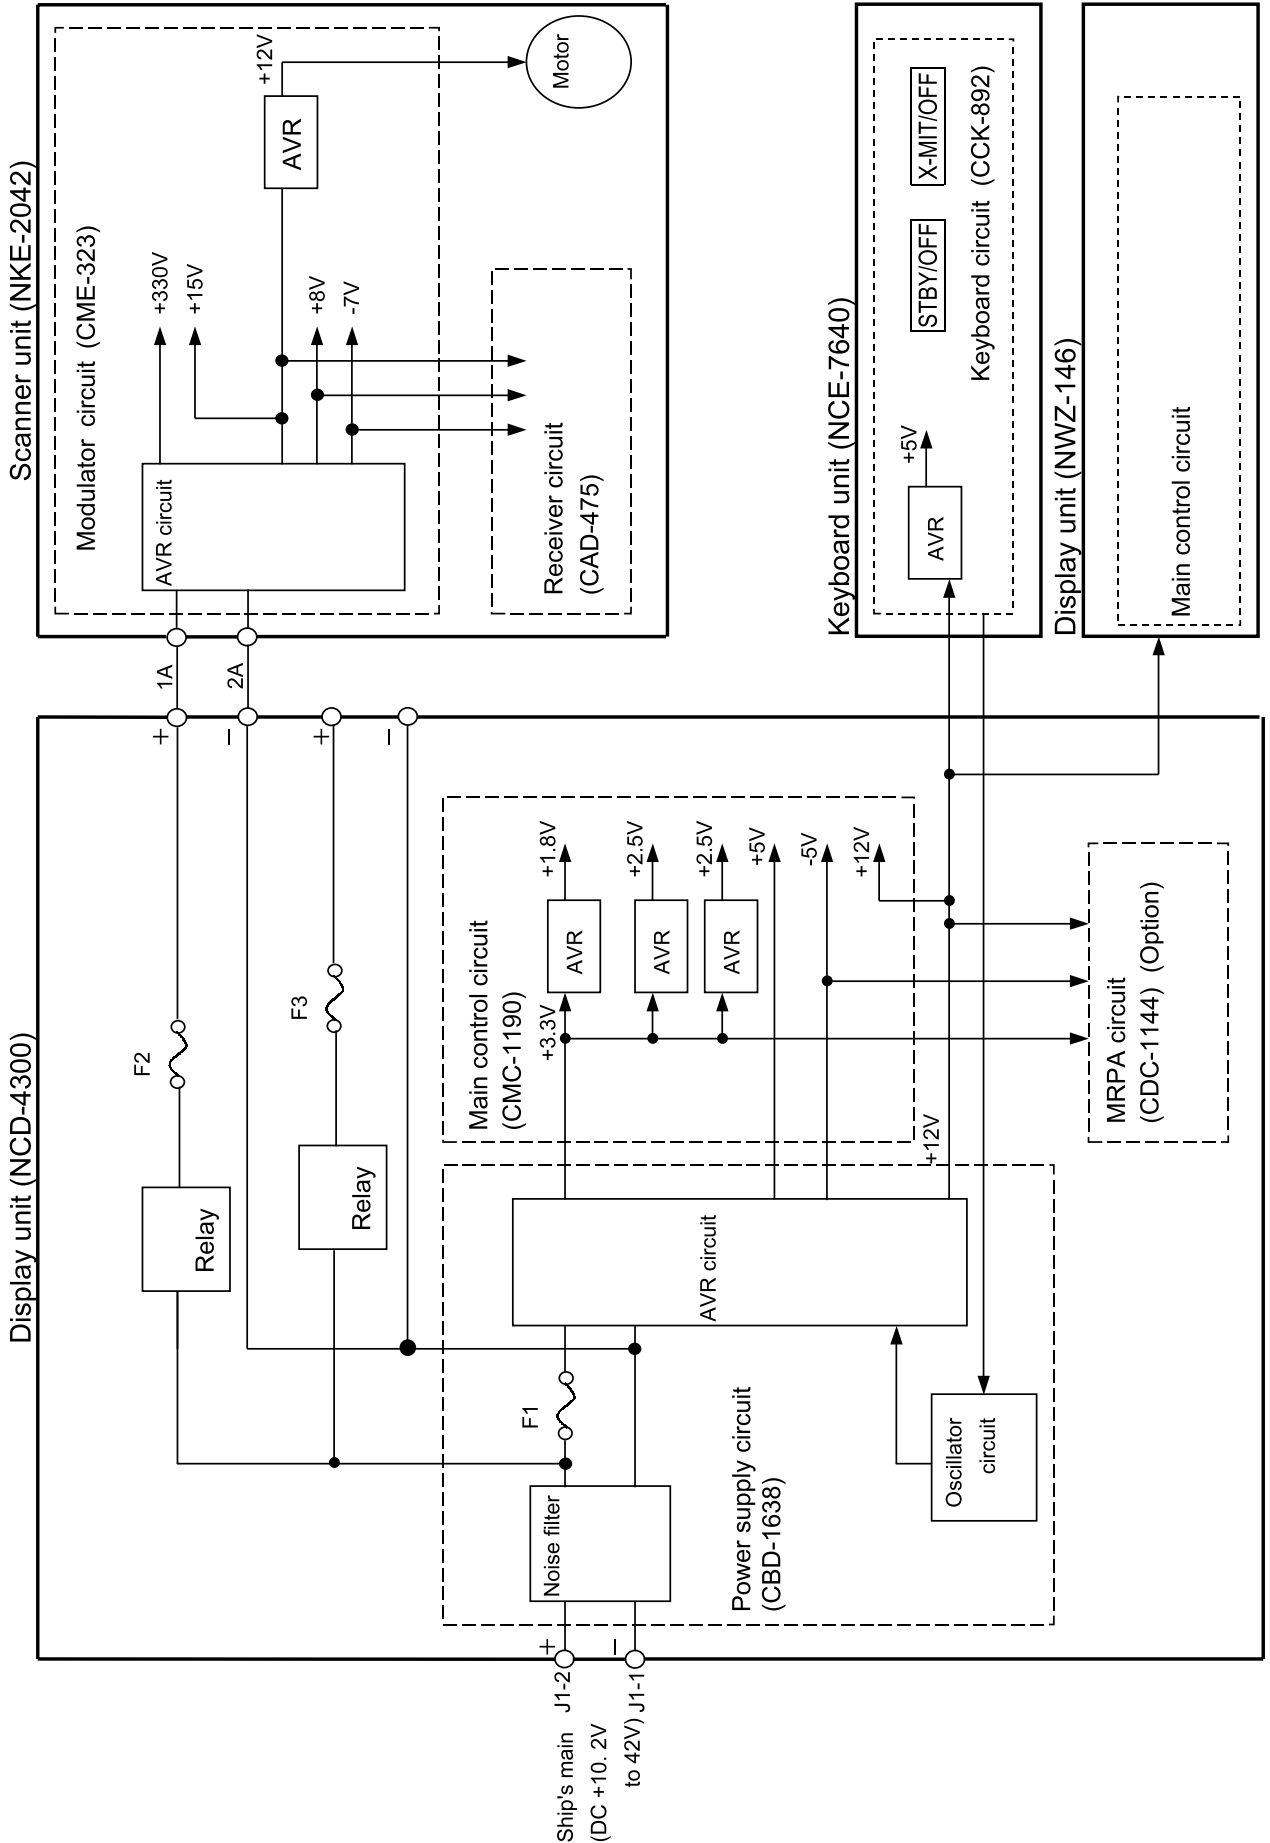 Display unit (NCD-4300)
Ship's main
(DC +10. 2V
to 42V)
J1-2
+
J1-1
−
Noise filter
F1
Power supply circuit
(CBD-1638)
Oscillator
circuit
AVR circuit
Relay
F2
+
1A
−
2A
Relay
F3
+
−
Main control circuit
(CMC-1190)
+3.3V
AVR
+1.8V
AVR
+2.5V
AVR
+2.5V
+5V
-5V
+12V
+12V
MRPA circuit
(CDC-1144) (Option)
Scanner unit (NKE-2042)
Modulator circuit (CME-323)
AVR circuit
+330V
+15V
+8V
-7V
AVR
+12V
Motor
Receiver circuit
(CAD-475)
Keyboard unit (NCE-7640)
AVR
+5V
STBY/OFF
X-MIT/OFF
Keyboard circuit (CCK-892)
Display unit (NWZ-146)
Main control circuit